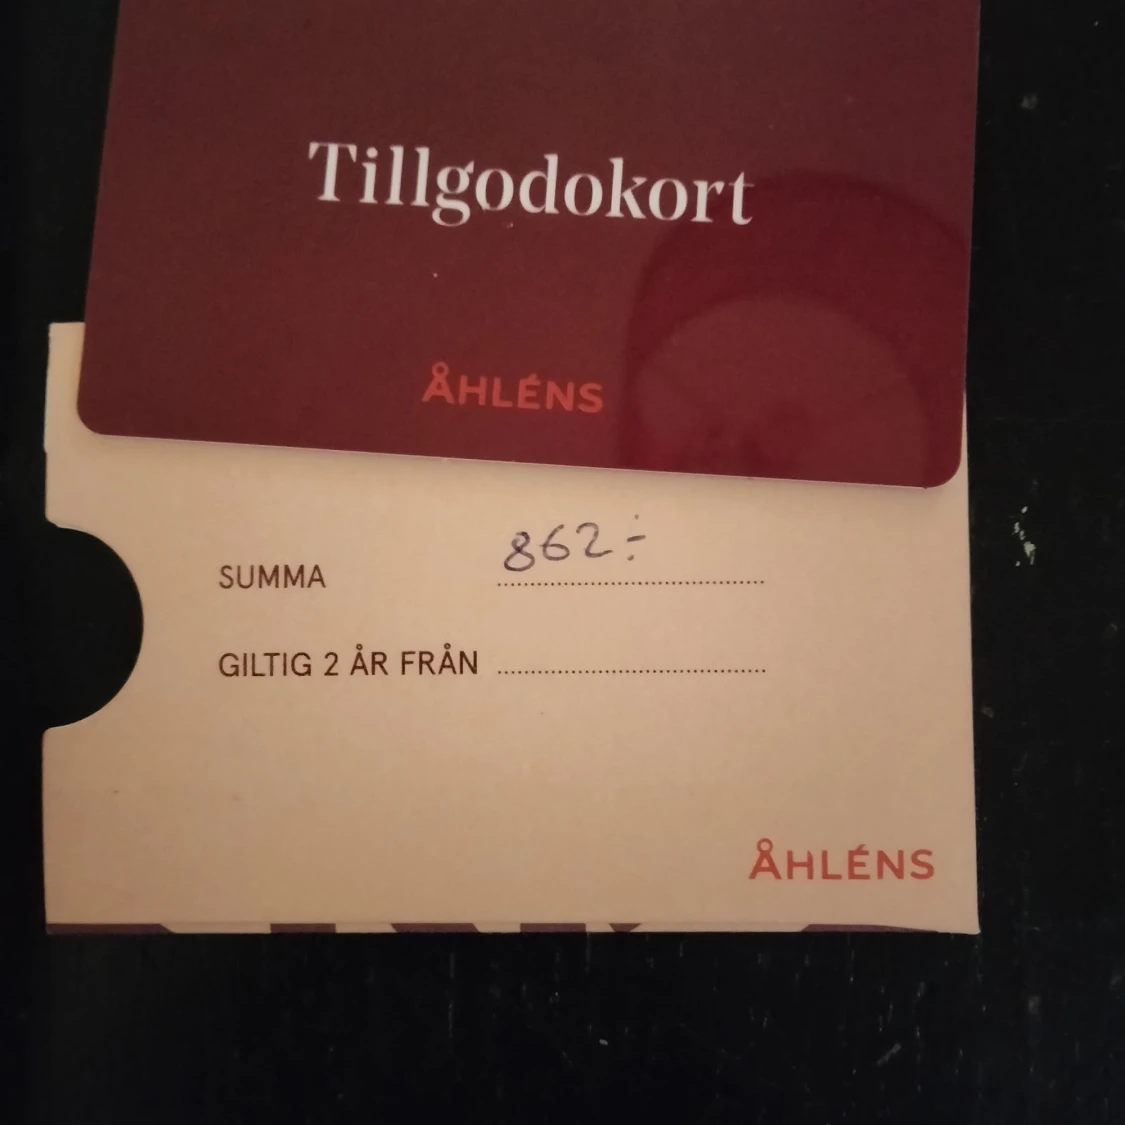 Tillgodokort
ÅHLÉNS
SUMMA 862:-
GILTIG 2 ÅR FRÅN
ÅHLÉNS